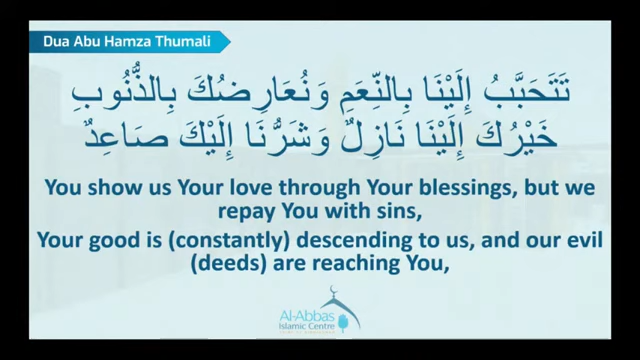 Dua Abu Hamza Thumali
تَتَحَبَّبُ إِلَيْنَا بِالنِّعَمِ وَنُعَارِضُكَ بِالذُّنُوبِ
خَيْرُكَ إِلَيْنَا نَازِلٌ وَشَرُّنَا إِلَيْكَ صَاعِدٌ
You show us Your love through Your blessings, but we
repay You with sins,
Your good is (constantly) descending to us, and our evil
(deeds) are reaching You,
Al-Abbas
Islamic Centre